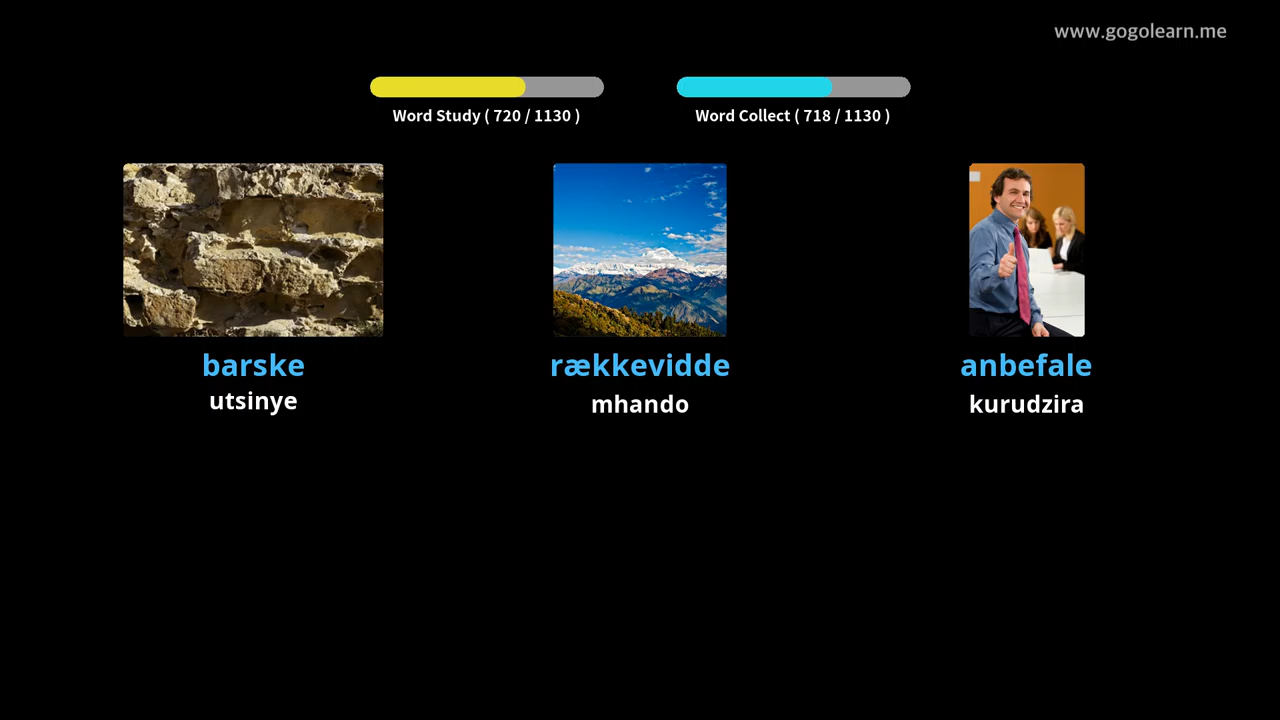 www.gogolearn.me
Word Study ( 720 / 1130 )
Word Collect ( 718 / 1130 )
barske
utsinye
rækkevidde
mhando
anbefale
kurudzira